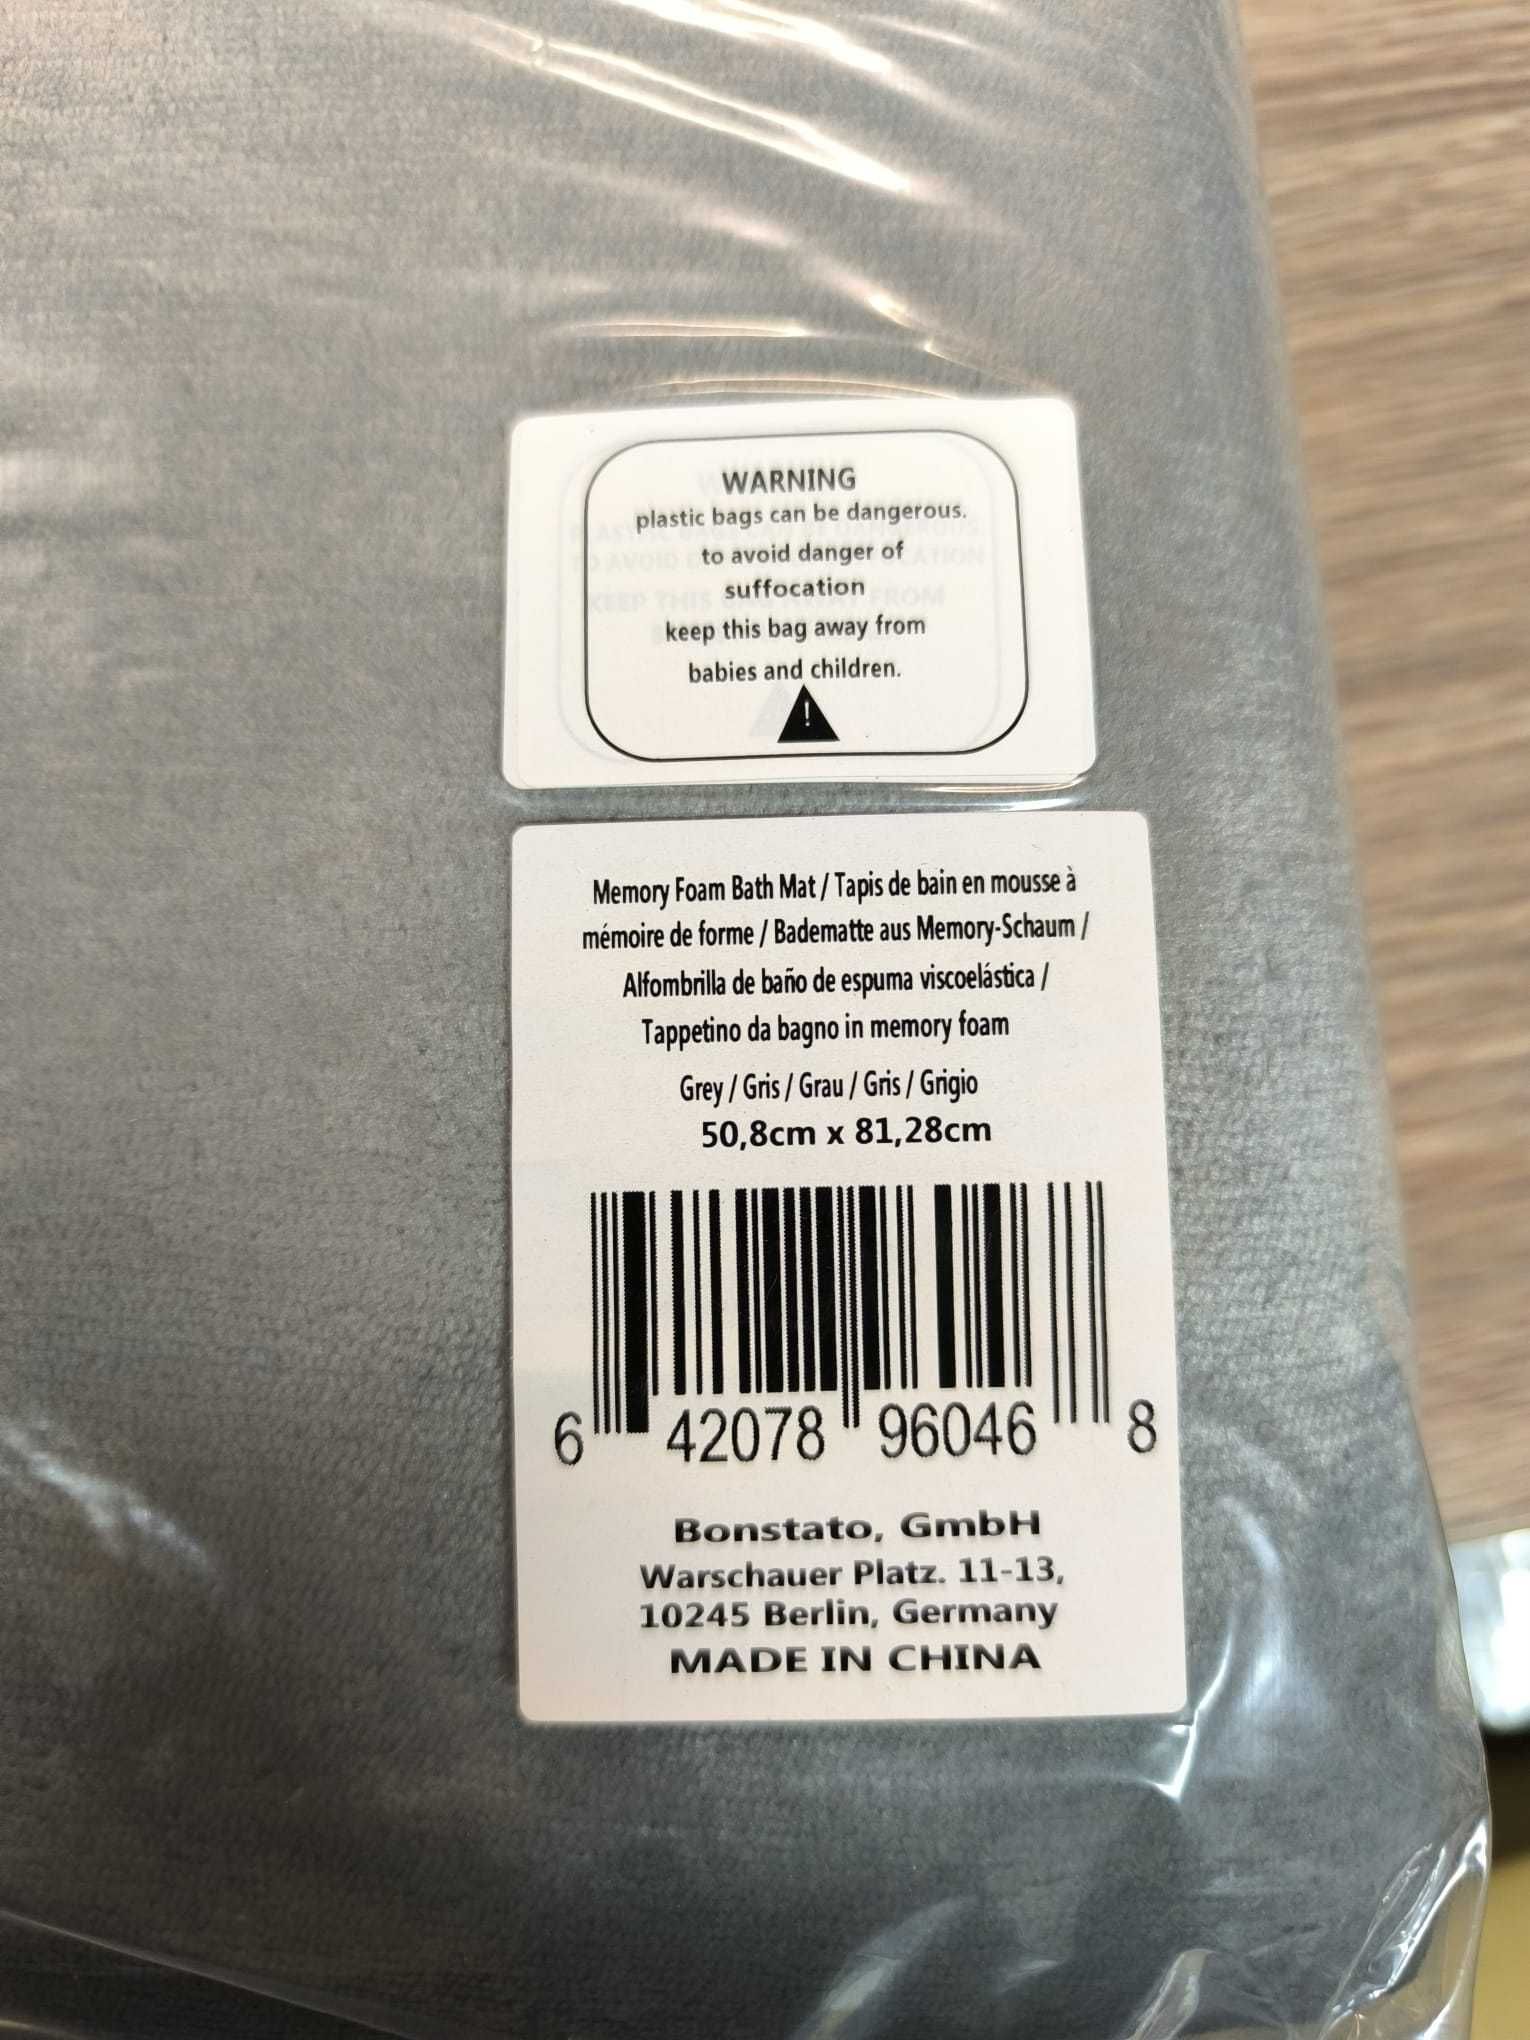 WARNING
plastic bags can be dangerous.
to avoid danger of
suffocation
keep this bag away from
babies and children.
!
Memory Foam Bath Mat / Tapis de bain en mousse à
mémoire de forme / Badematte aus Memory-Schaum /
Alfombrilla de baño de espuma viscoelástica /
Tappetino da bagno in memory foam
Grey / Gris / Grau / Gris / Grigio
50,8cm x 81,28cm
6 42078 96046 8
Bonstato, GmbH
Warschauer Platz. 11-13,
10245 Berlin, Germany
MADE IN CHINA